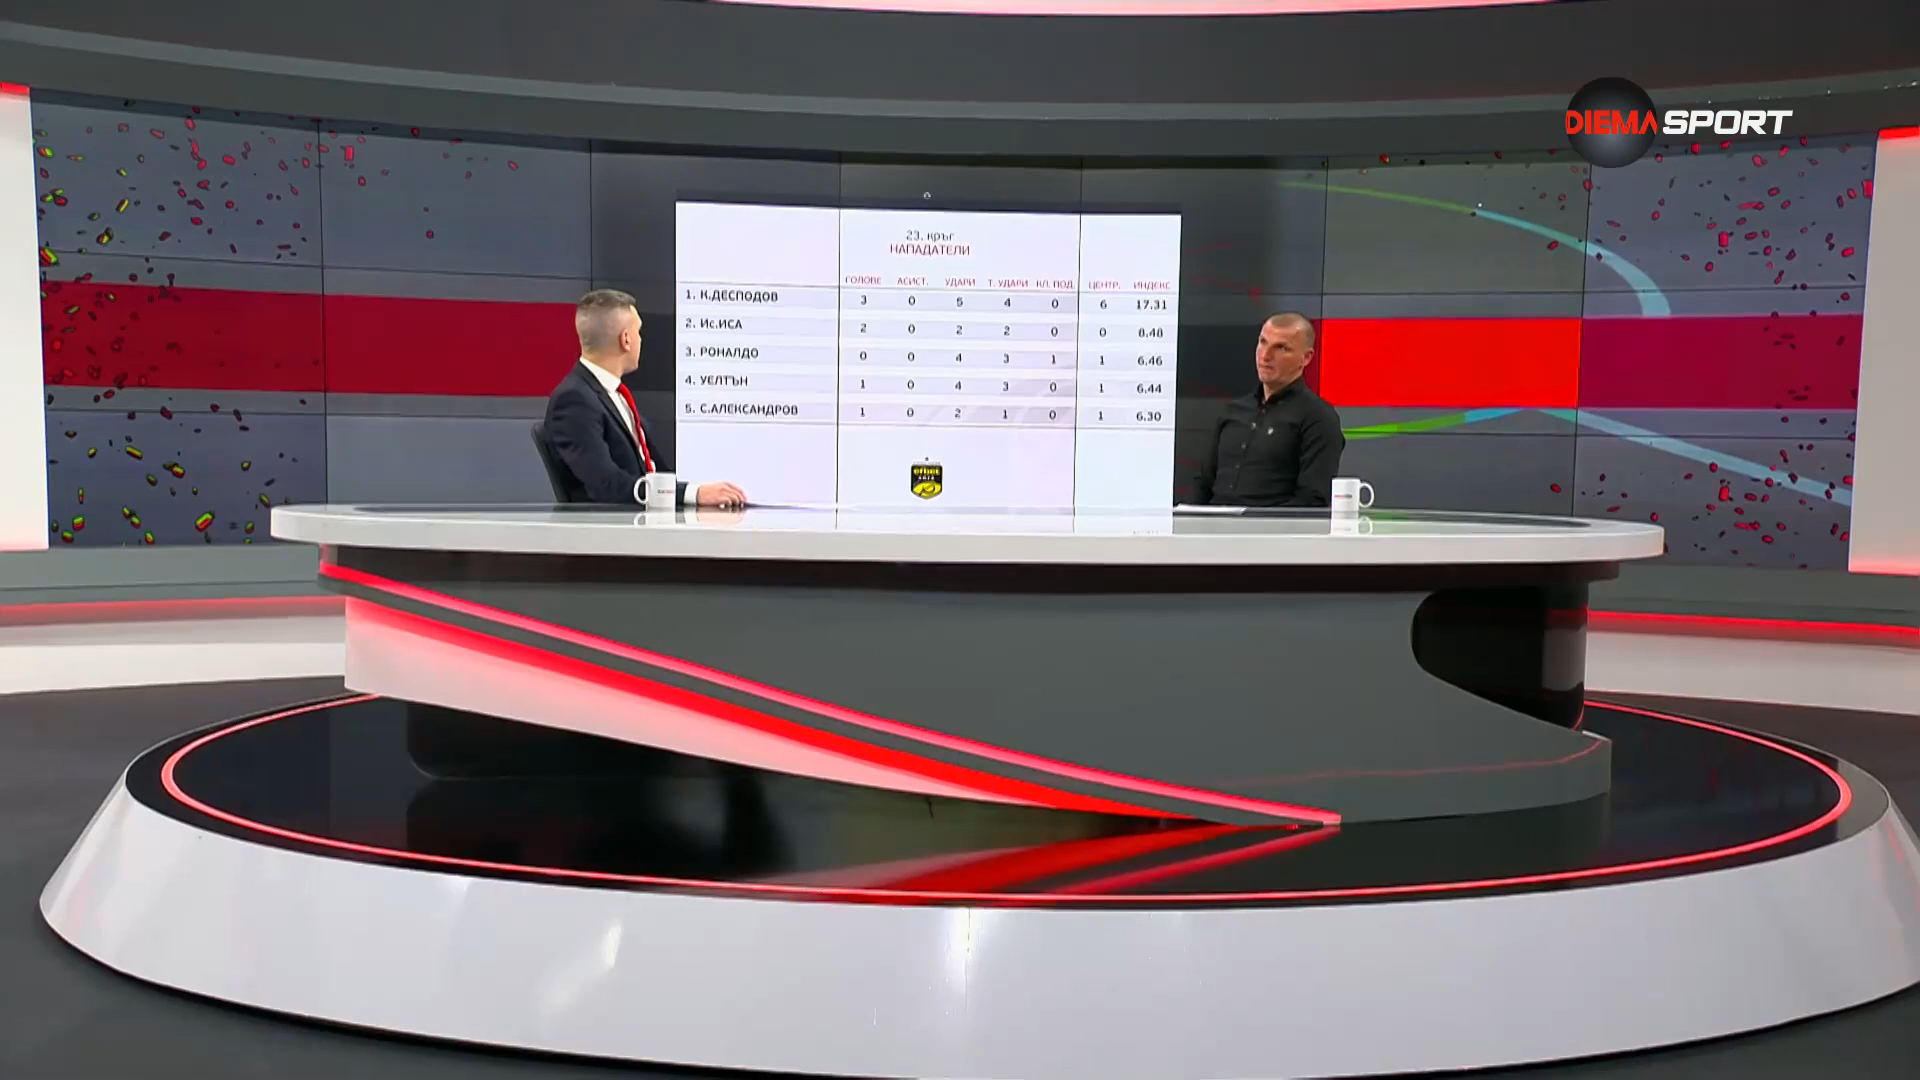 DIEMA SPORT
23. кръг
НАПАДАТЕЛИ
ГОЛОВЕ АСИСТ. УДАРИ Т. УДАРИ КЛ. ПОД. ЦЕНТР. ИНДЕКС
1. К.ДЕСПОДОВ 3 0 5 4 0 6 17.31
2. Ис.ИСА 2 0 2 2 0 0 8.48
3. РОНАЛДО 0 0 4 3 1 1 6.46
4. УЕЛТЪН 1 0 4 3 0 1 6.44
5. С.АЛЕКСАНДРОВ 1 0 2 1 0 1 6.30
efbet